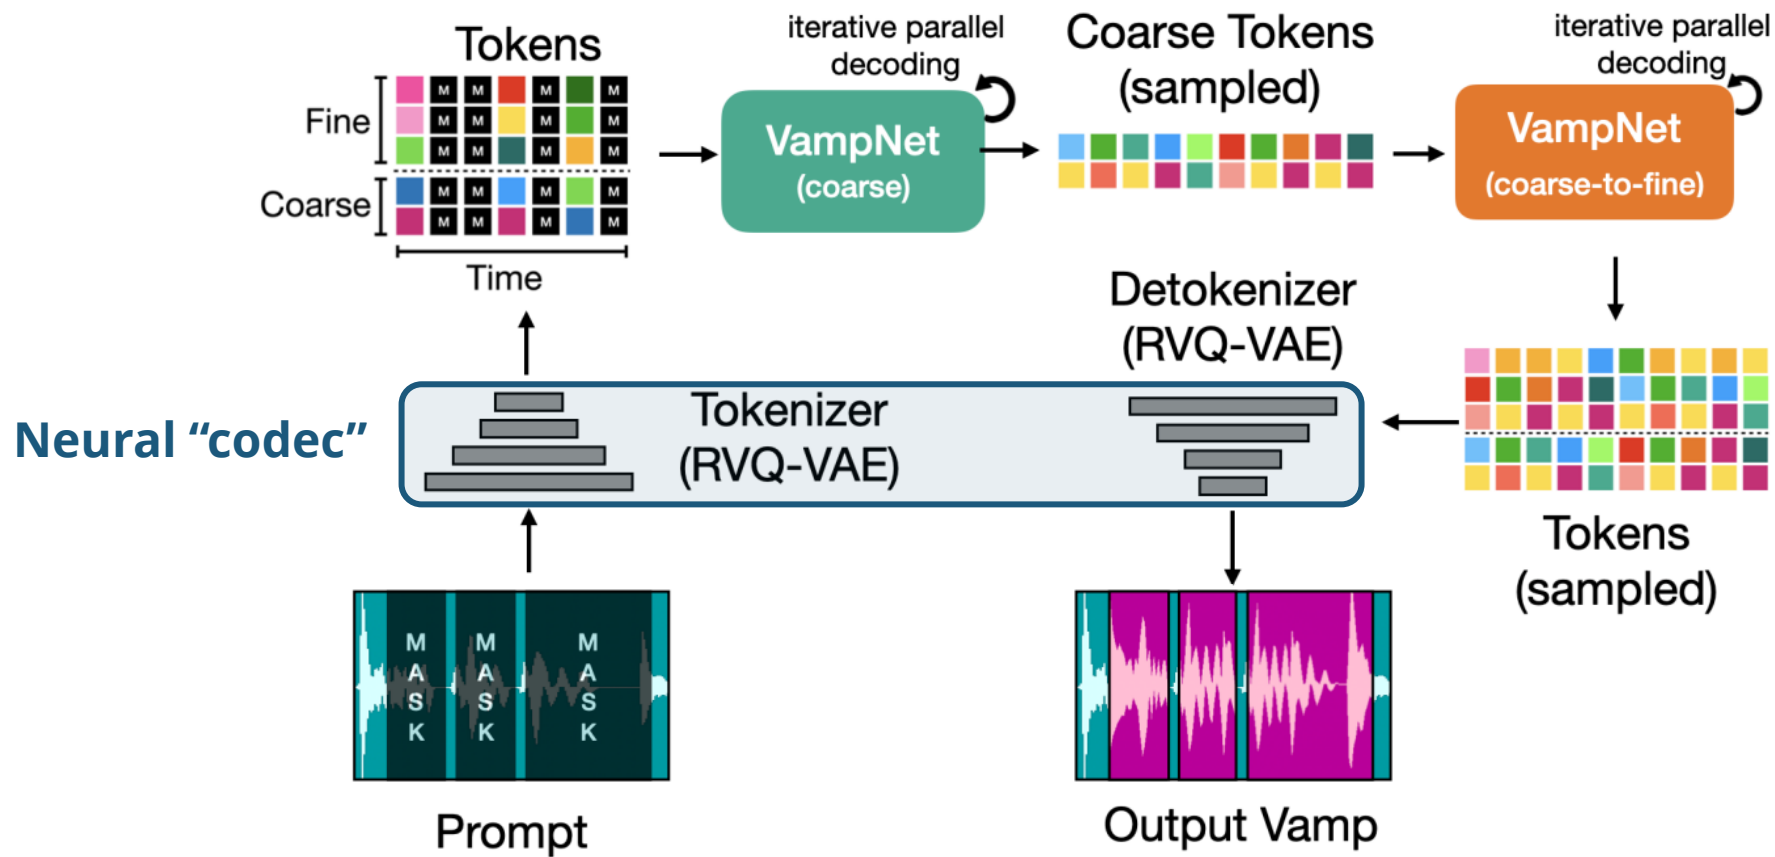 Tokens
iterative parallel
decoding
Coarse Tokens
(sampled)
iterative parallel
decoding
Fine
M M M M
M M M M
M M M M
Coarse
M M M M
M M M M
Time
VampNet
(coarse)
VampNet
(coarse-to-fine)
Detokenizer
(RVQ-VAE)
Neural “codec”
Tokenizer
(RVQ-VAE)
Tokens
(sampled)
MASK
MASK
MASK
Prompt
Output Vamp